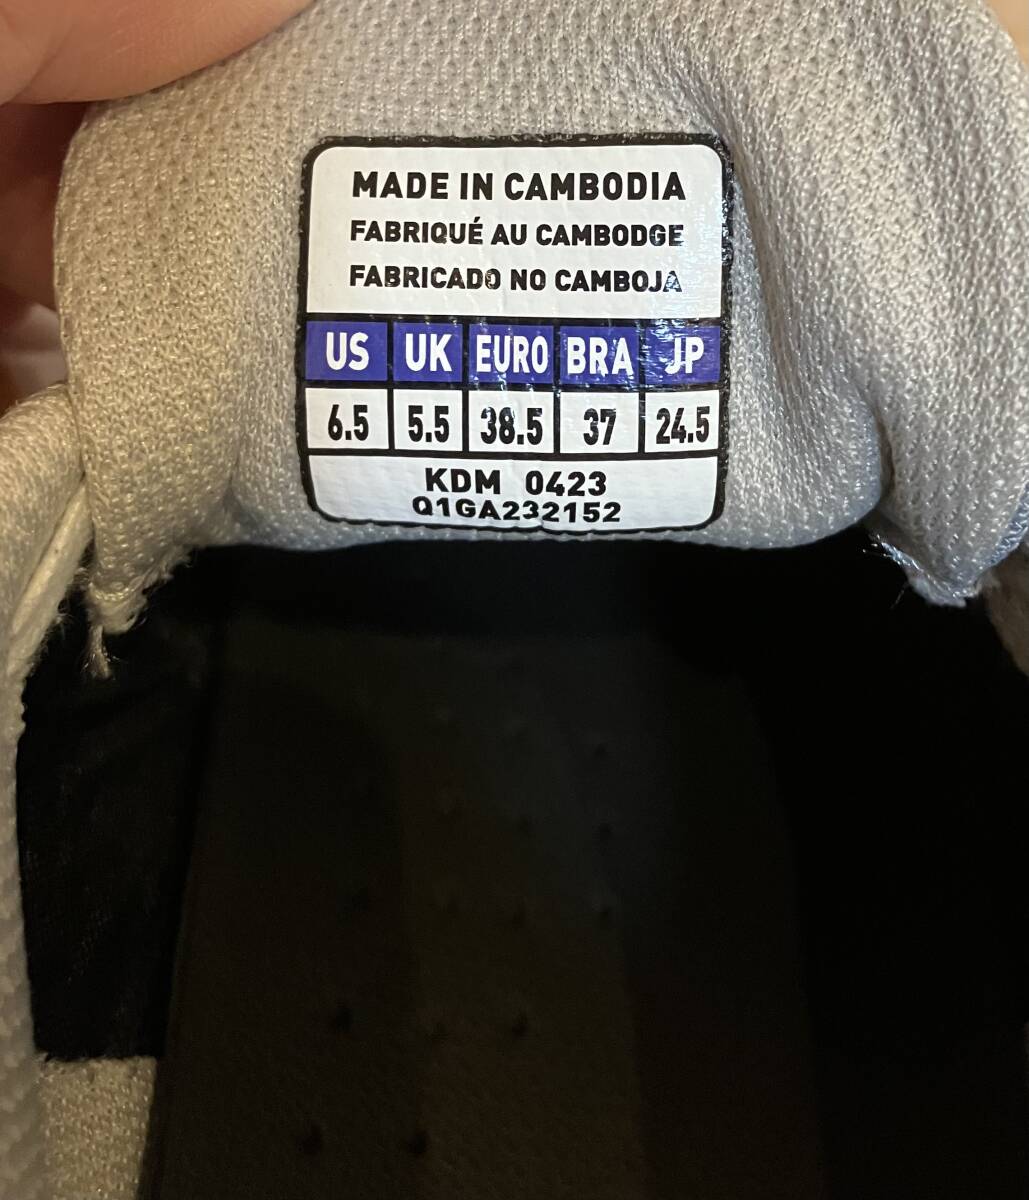 MADE IN CAMBODIA
FABRIQUÉ AU CAMBODGE
FABRICADO NO CAMBOJA
US UK EURO BRA JP
6.5 5.5 38.5 37 24.5
KDM 0423
Q1GA232152